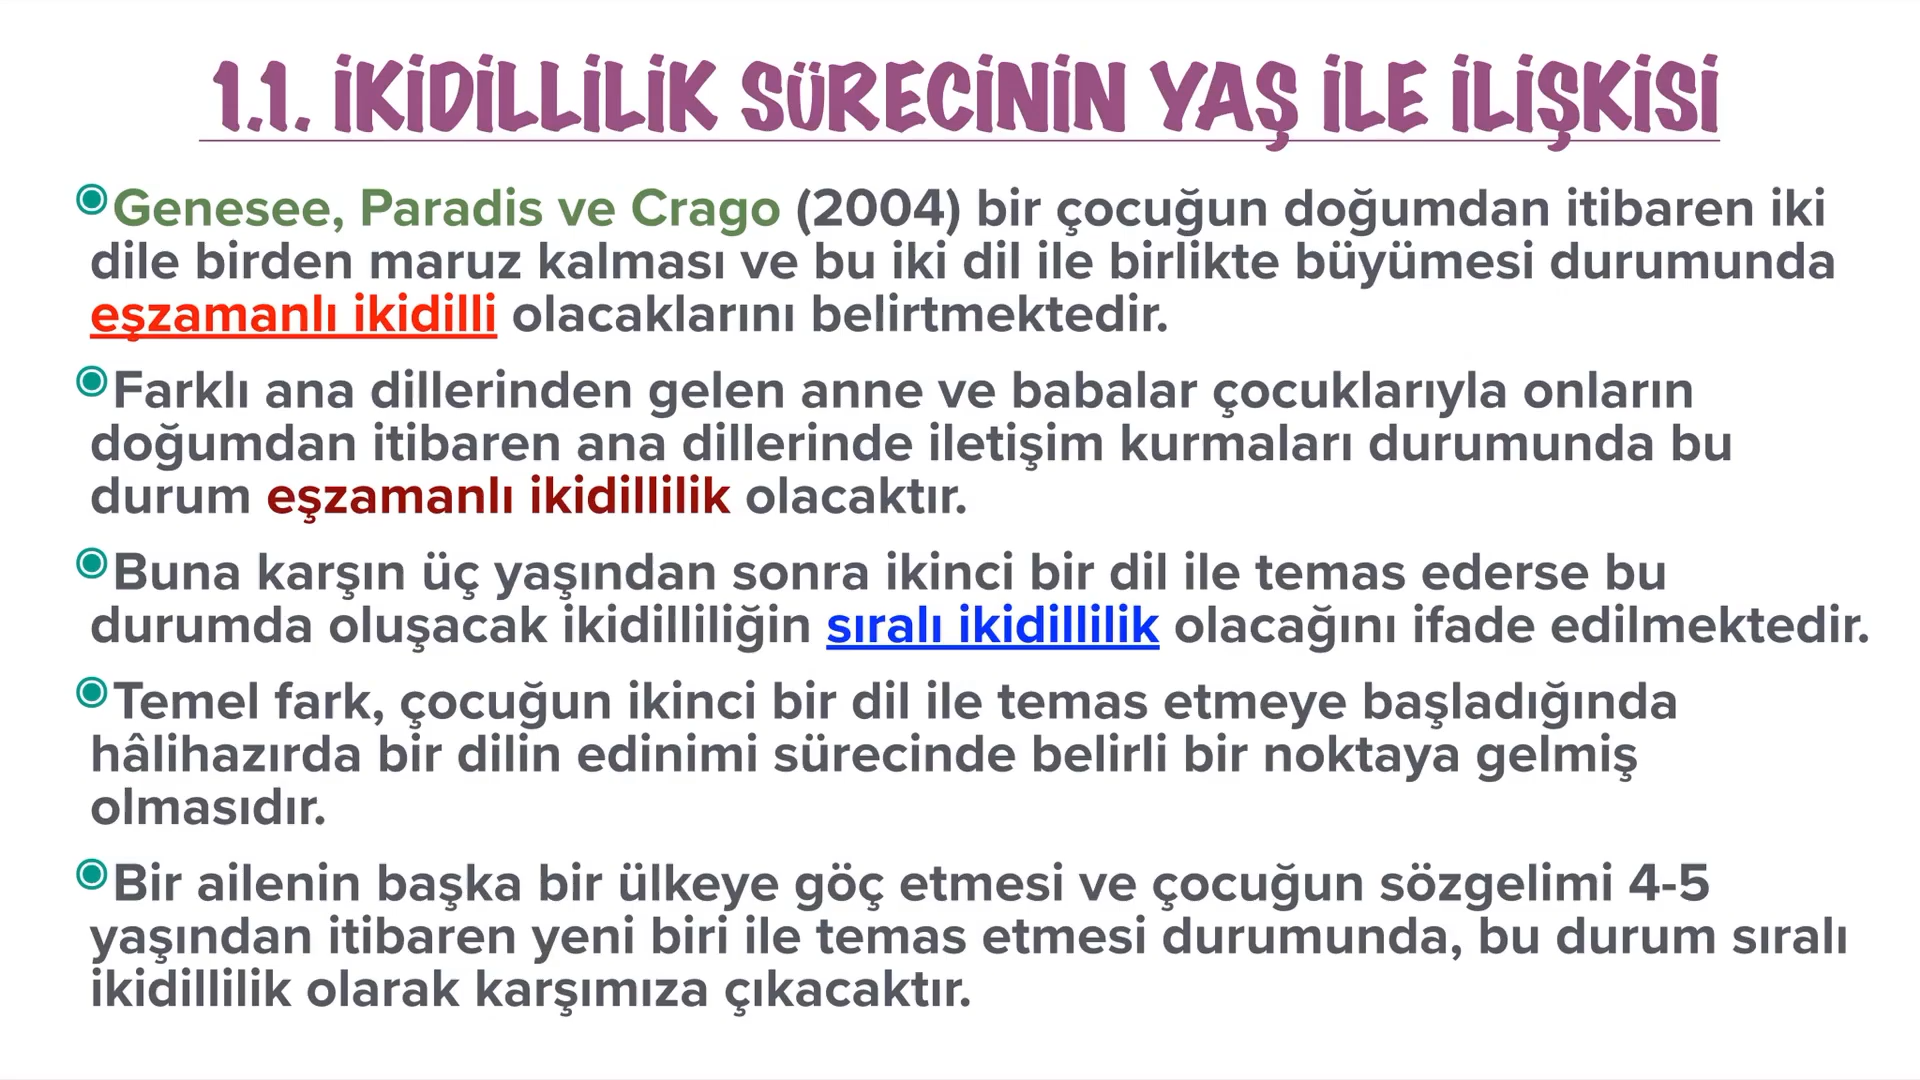 1.1. İKİDİLLİLİK SÜRECİNİN YAŞ İLE İLİŞKİSİ
Genesee, Paradis ve Crago (2004) bir çocuğun doğumdan itibaren iki
dile birden maruz kalması ve bu iki dil ile birlikte büyümesi durumunda
eşzamanlı ikidilli olacaklarını belirtmektedir.
Farklı ana dillerinden gelen anne ve babalar çocuklarıyla onların
doğumdan itibaren ana dillerinde iletişim kurmaları durumunda bu
durum eşzamanlı ikidillilik olacaktır.
Buna karşın üç yaşından sonra ikinci bir dil ile temas ederse bu
durumda oluşacak ikidilliliğin sıralı ikidillilik olacağını ifade edilmektedir.
Temel fark, çocuğun ikinci bir dil ile temas etmeye başladığında
hâlihazırda bir dilin edinimi sürecinde belirli bir noktaya gelmiş
olmasıdır.
Bir ailenin başka bir ülkeye göç etmesi ve çocuğun sözgelimi 4-5
yaşından itibaren yeni biri ile temas etmesi durumunda, bu durum sıralı
ikidillilik olarak karşımıza çıkacaktır.